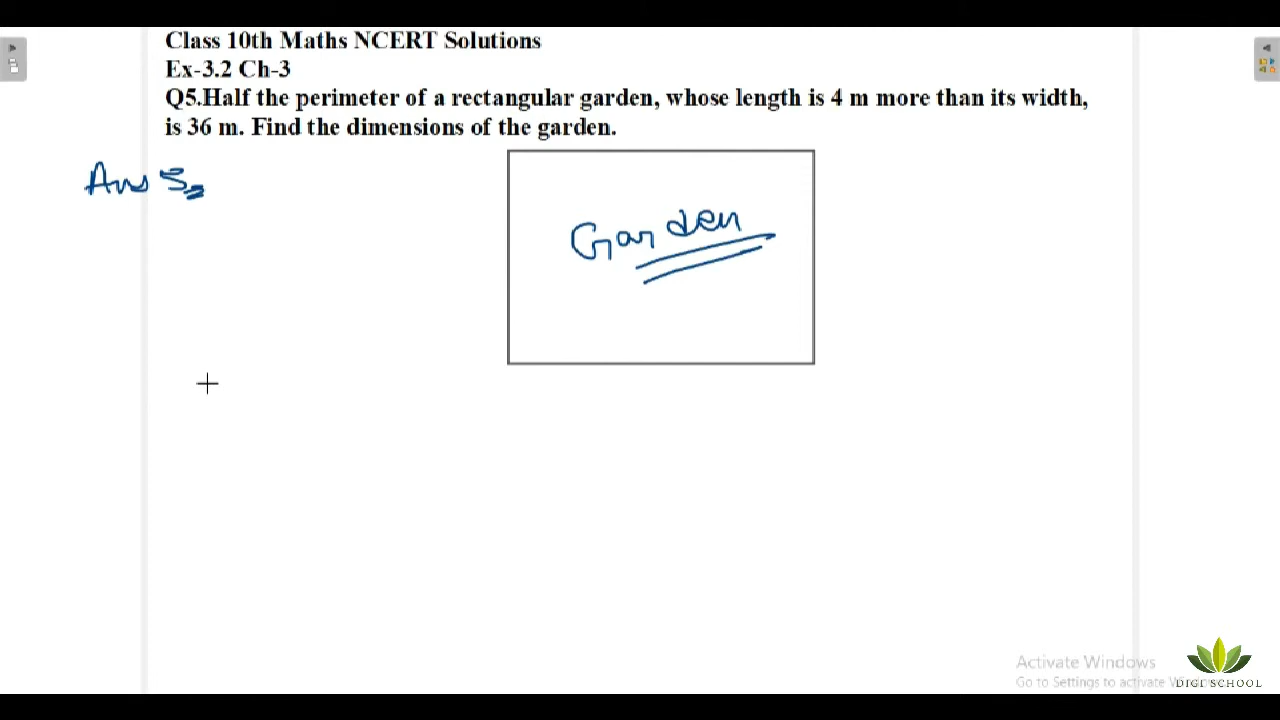 Class 10th Maths NCERT Solutions
Ex-3.2 Ch-3
Q5.Half the perimeter of a rectangular garden, whose length is 4 m more than its width,
is 36 m. Find the dimensions of the garden.
Ans 5
Garden
Activate Windows
Go to Settings to activate Windows.
DIGI SCHOOL